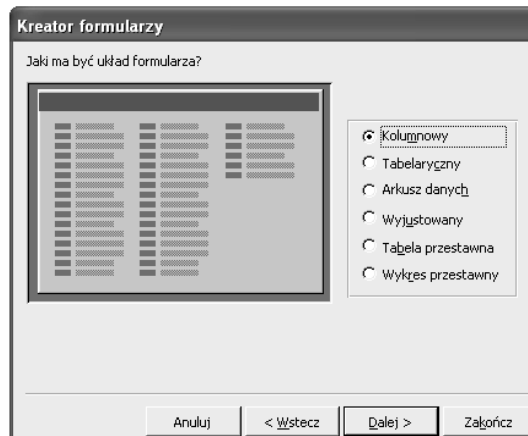 Kreator formularzy
Jaki ma być układ formularza?
Kolumnowy
Tabelaryczny
Arkusz danych
Wyjustowany
Tabela przestawna
Wykres przestawny
Anuluj
< Wstecz
Dalej >
Zakończ